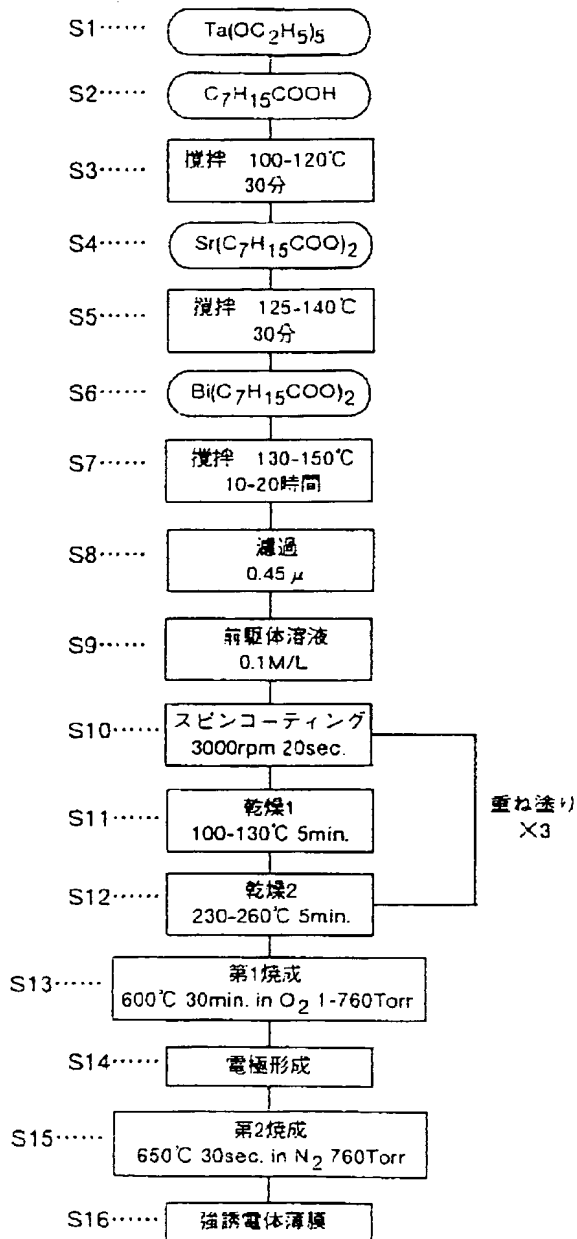 S1…… Ta(OC2H5)5
S2…… C7H15COOH
S3…… 攪拌 100-120℃
30分
S4…… Sr(C7H15COO)2
S5…… 攪拌 125-140℃
30分
S6…… Bi(C7H15COO)2
S7…… 攪拌 130-150℃
10-20時間
S8…… 濾過
0.45μ
S9…… 前駆体溶液
0.1M/L
S10…… スピンコーティング
3000rpm 20sec.
S11…… 乾燥1
100-130℃ 5min.
重ね塗り
×3
S12…… 乾燥2
230-260℃ 5min.
S13…… 第1焼成
600℃ 30min. in O2 1-760Torr
S14…… 電極形成
S15…… 第2焼成
650℃ 30sec. in N2 760Torr
S16…… 強誘電体薄膜